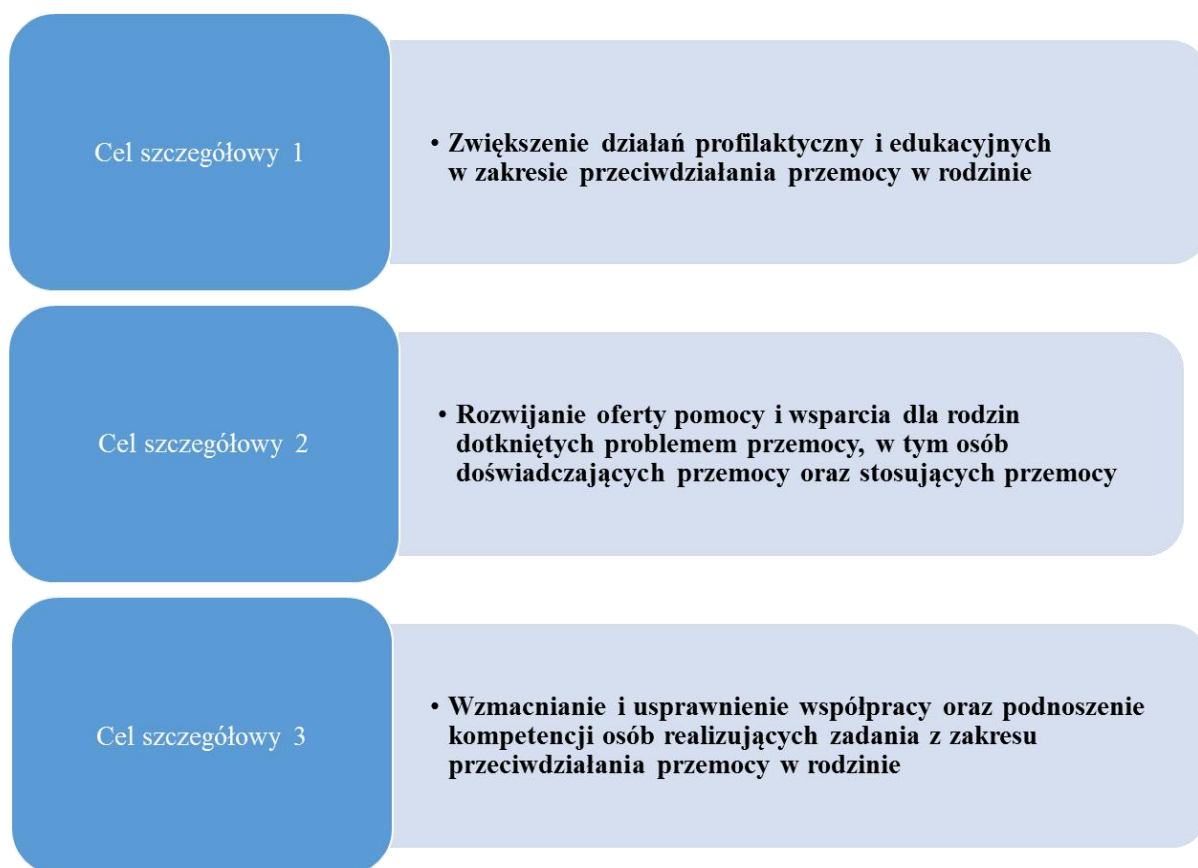 Cel szczegółowy 1
• Zwiększenie działań profilaktyczny i edukacyjnych
w zakresie przeciwdziałania przemocy w rodzinie
Cel szczegółowy 2
• Rozwijanie oferty pomocy i wsparcia dla rodzin
dotkniętych problemem przemocy, w tym osób
doświadczających przemocy oraz stosujących przemocy
Cel szczegółowy 3
• Wzmacnianie i usprawnienie współpracy oraz podnoszenie
kompetencji osób realizujących zadania z zakresu
przeciwdziałania przemocy w rodzinie